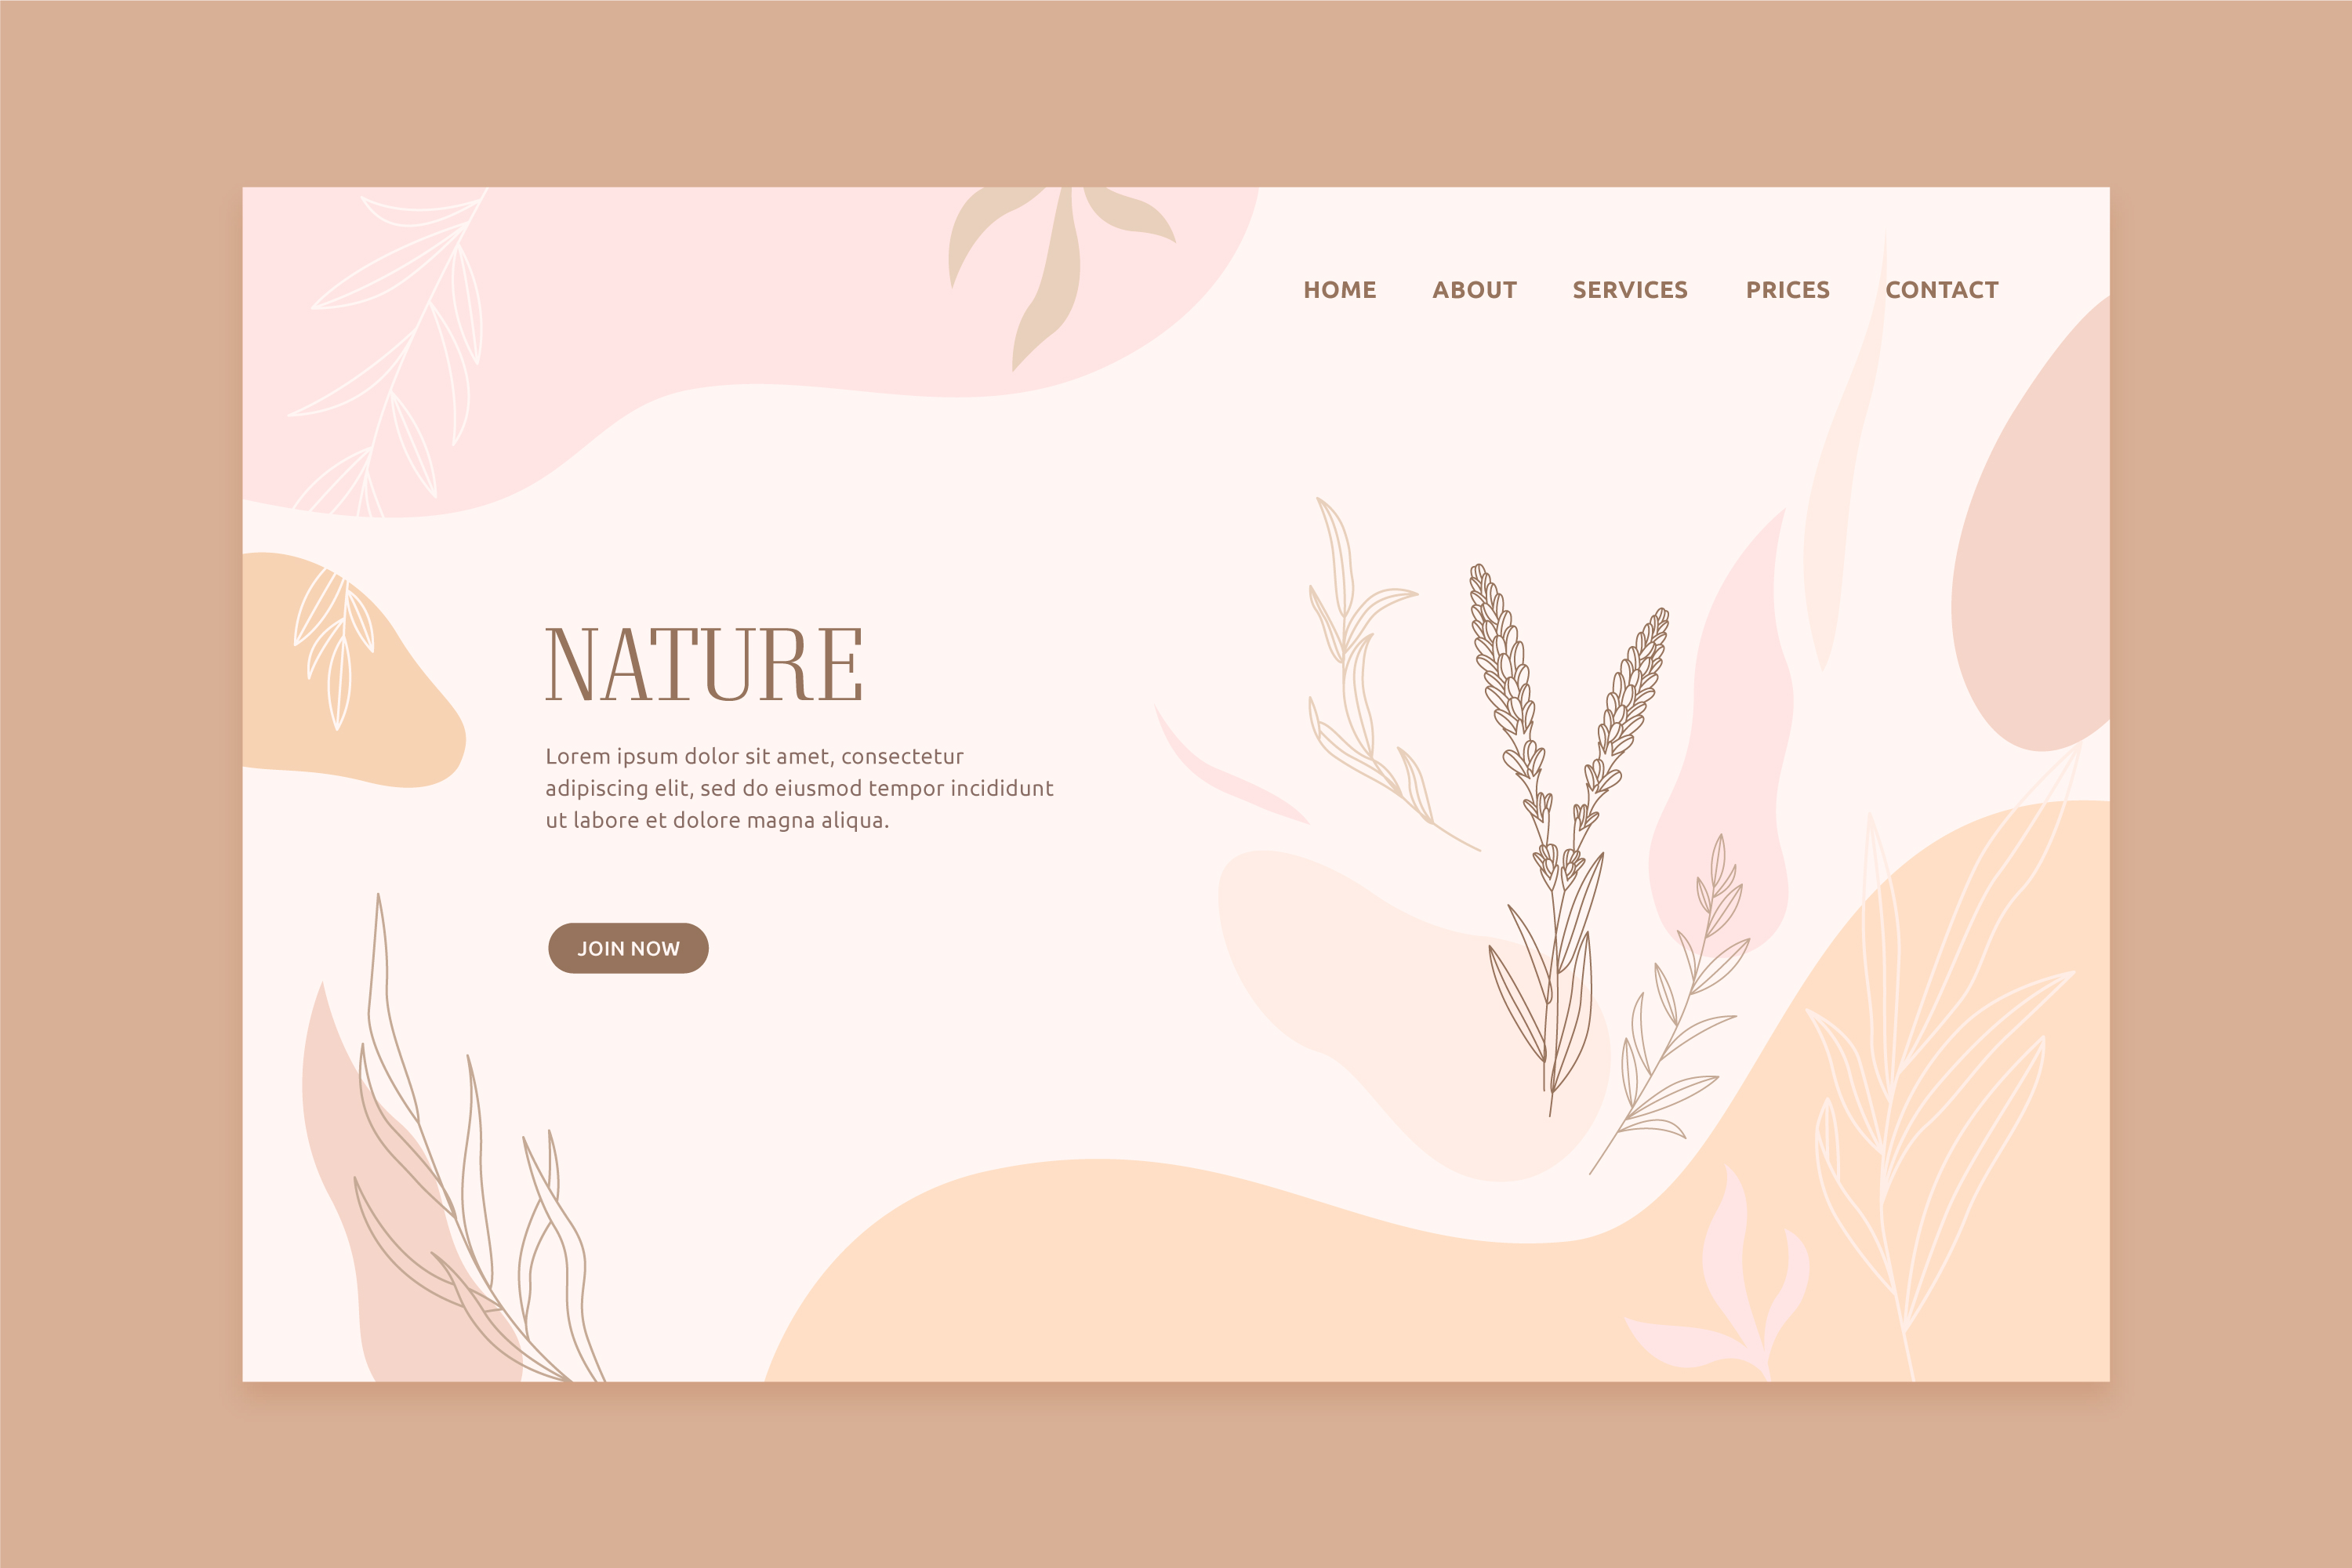 HOME ABOUT SERVICES PRICES CONTACT
NATURE
Lorem ipsum dolor sit amet, consectetur
adipiscing elit, sed do eiusmod tempor incididunt
ut labore et dolore magna aliqua.
JOIN NOW